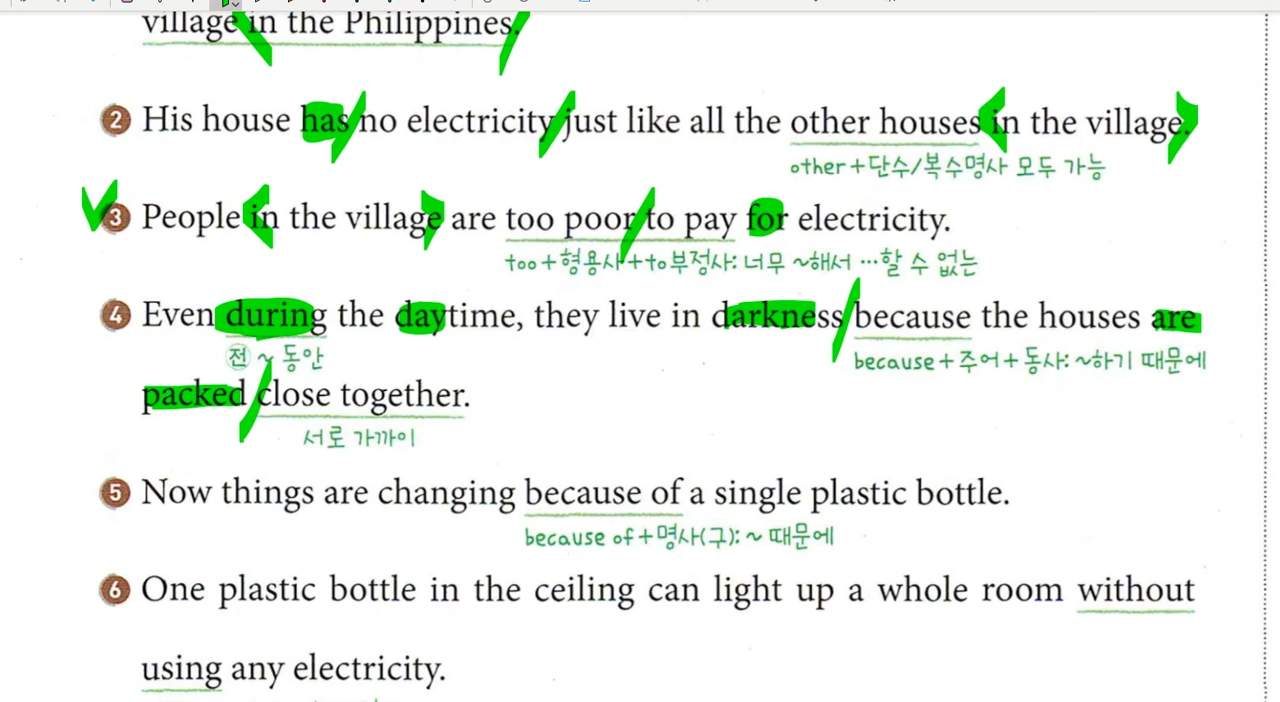 village in the Philippines.
2 His house has no electricity just like all the other houses in the village.
other+단수/복수명사 모두 가능
3 People in the village are too poor to pay for electricity.
too+형용사+to부정사: 너무 ~해서 …할 수 없는
4 Even during the daytime, they live in darkness because the houses are
전 ~ 동안
because+주어+동사: ~하기 때문에
packed close together.
서로 가까이
5 Now things are changing because of a single plastic bottle.
because of+명사(구): ~ 때문에
6 One plastic bottle in the ceiling can light up a whole room without
using any electricity.